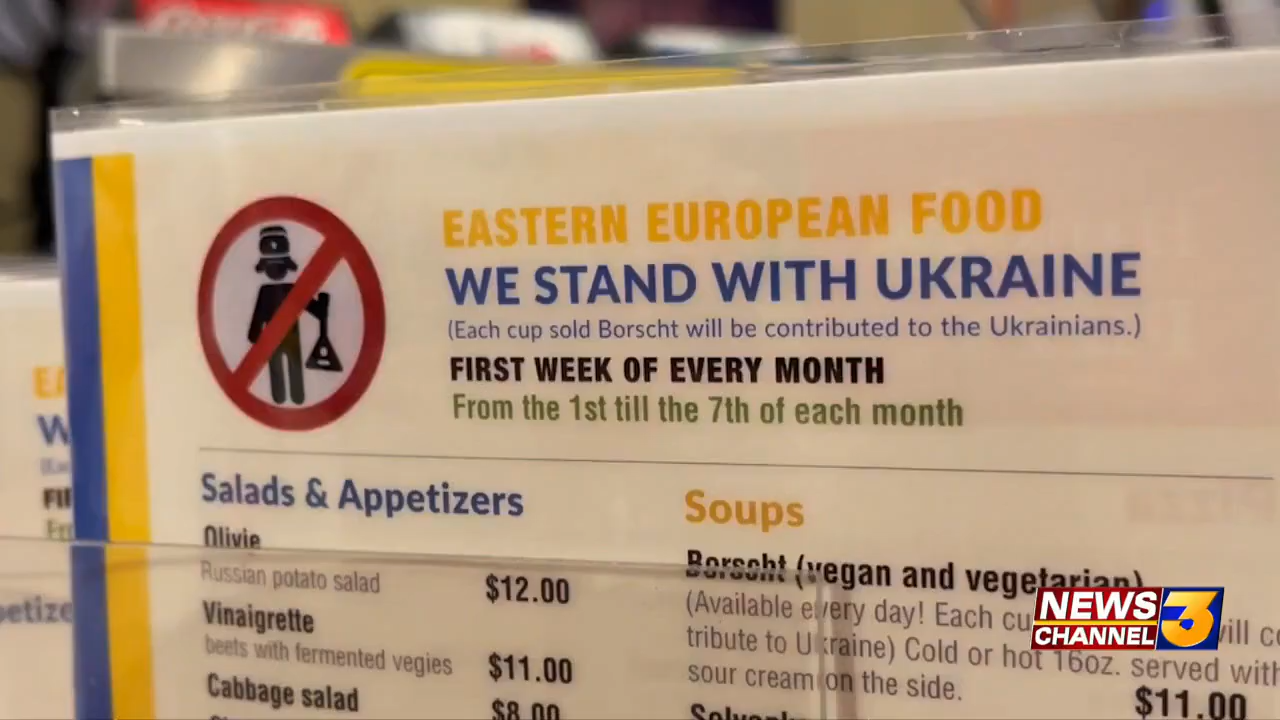 EASTERN EUROPEAN FOOD
WE STAND WITH UKRAINE
(Each cup sold Borscht will be contributed to the Ukrainians.)
FIRST WEEK OF EVERY MONTH
From the 1st till the 7th of each month
Salads & Appetizers
Olivie
Russian potato salad $12.00
Vinaigrette
beets with fermented vegies $11.00
Cabbage salad $8.00
Soups
Borscht (vegan and vegetarian)
(Available every day! Each cu will co
tribute to Ukraine) Cold or hot 16oz. served with
sour cream on the side.
$11.00
NEWS
CHANNEL 3